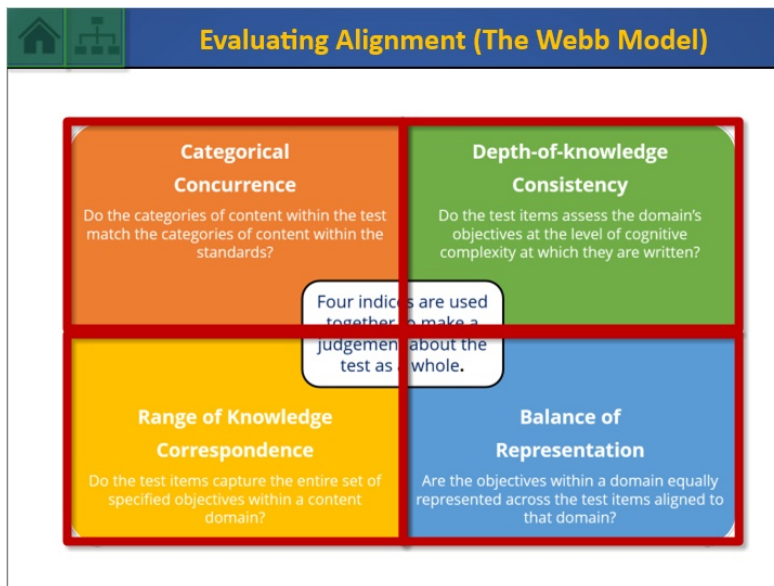 Evaluating Alignment (The Webb Model)
Categorical
Concurrence
Do the categories of content within the test
match the categories of content within the
standards?
Depth-of-knowledge
Consistency
Do the test items assess the domain's
objectives at the level of cognitive
complexity at which they are written?
Four indices are used
together to make a
judgement about the
test as a whole.
Range of Knowledge
Correspondence
Do the test items capture the entire set of
specified objectives within a content
domain?
Balance of
Representation
Are the objectives within a domain equally
represented across the test items aligned to
that domain?